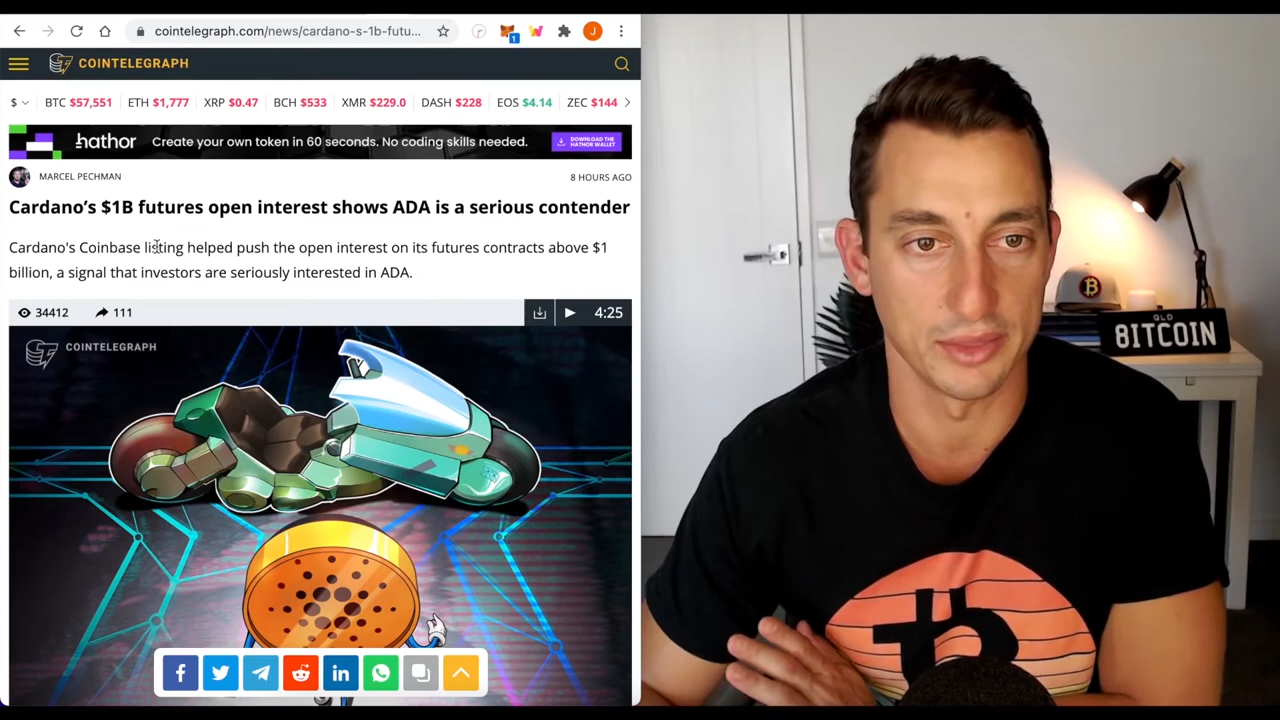 cointelegraph.com/news/cardano-s-1b-futu...
1
J
COINTELEGRAPH
$ BTC $57,551 ETH $1,777 XRP $0.47 BCH $533 XMR $229.0 DASH $228 EOS $4.14 ZEC $144
hathor Create your own token in 60 seconds. No coding skills needed. DOWNLOAD THE HATHOR WALLET
MARCEL PECHMAN 8 HOURS AGO
Cardano’s $1B futures open interest shows ADA is a serious contender
Cardano's Coinbase listing helped push the open interest on its futures contracts above $1
billion, a signal that investors are seriously interested in ADA.
34412 111 4:25
COINTELEGRAPH
QLD
8ITCOIN